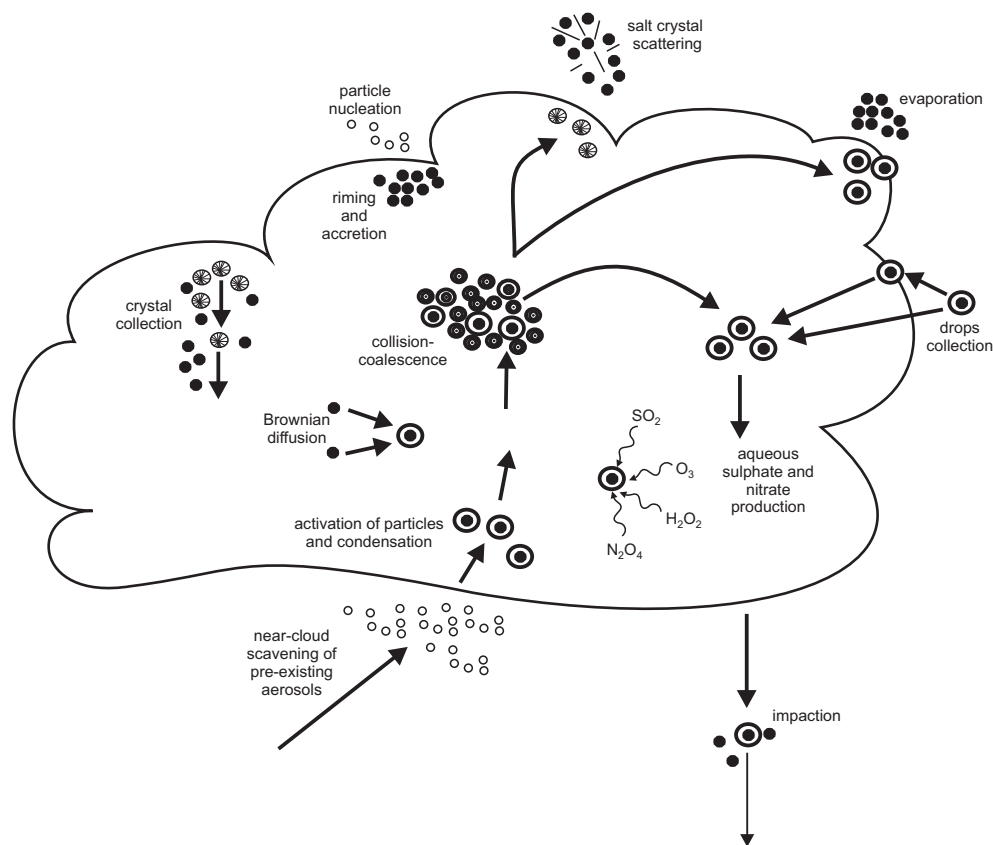 salt crystal
scattering
particle
nucleation
evaporation
riming
and
accretion
crystal
collection
collision-
coalescence
drops
collection
Brownian
diffusion
SO2
O3
H2O2
N2O4
aqueous
sulphate and
nitrate
production
activation of particles
and condensation
near-cloud
scavening of
pre-existing
aerosols
impaction